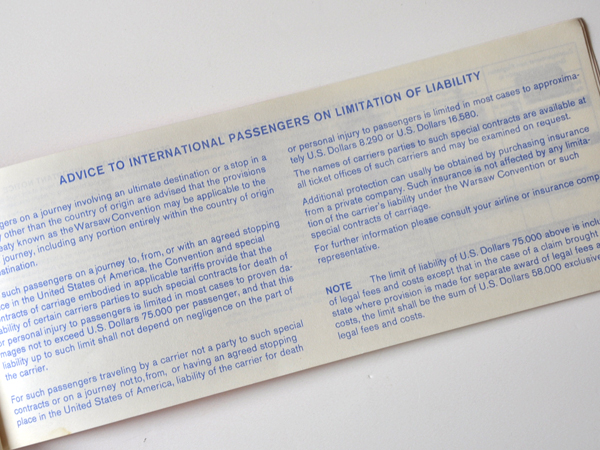 ADVICE TO INTERNATIONAL PASSENGERS ON LIMITATION OF LIABILITY
gers on a journey involving an ultimate destination or a stop in a
other than the country of origin are advised that the provisions
known as the Warsaw Convention may be applicable to the
journey, including any portion entirely within the country of origin
such passengers on a journey to, from, or with an agreed stopping
in the United States of America, the Convention and special
of carriage embodied in applicable tariffs provide that the
of certain carriers parties to such special contracts for death of
or personal injury to passengers is limited in most cases to proven da-
mages not to exceed U.S. Dollars 75.000 per passenger, and that this
liability up to such limit shall not depend on negligence on the part of
the carrier.
For such passengers traveling by a carrier not a party to such special
contracts or on a journey not to, from, or having an agreed stopping
place in the United States of America, liability of the carrier for death
or personal injury to passengers is limited in most cases to approxima-
tely U.S. Dollars 8.290 or U.S. Dollars 16.580.
The names of carriers parties to such special contracts are available at
all ticket offices of such carriers and may be examined on request.
Additional protection can usally be obtained by purchasing insurance
from a private company. Such insurance is not affected by any limita-
tion of the carrier's liability under the Warsaw Convention or such
special contracts of carriage.
For further information please consult your airline or insurance comp
representative.
NOTE The limit of liability of U.S. Dollars 75.000 above is inclu
of legal fees and costs except that in the case of a claim brought
state where provision is made for separate award of legal fees a
costs, the limit shall be the sum of U.S. Dollars 58.000 exclusive
legal fees and costs.